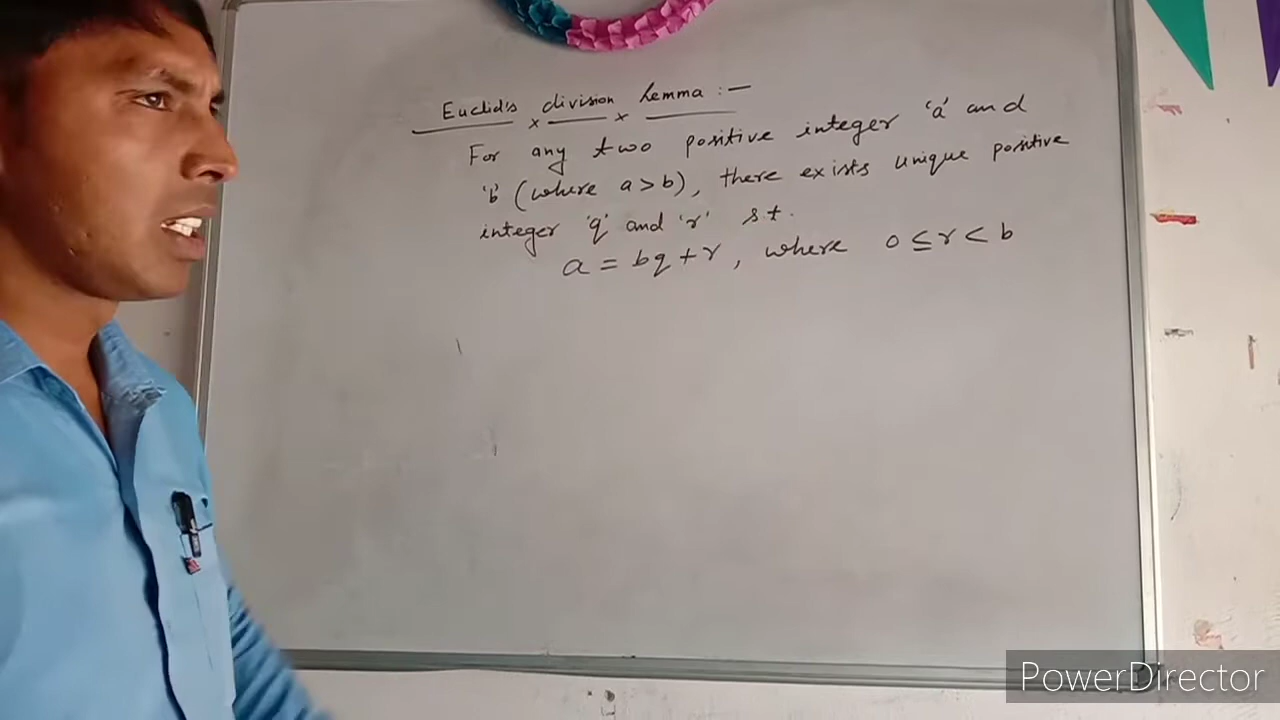 Euclid's division Lemma :-
For any two positive integer 'a' and
'b' (where a > b), there exists unique positive
integer 'q' and 'r' s t.
a = bq + r, where 0 ≤ r < b
PowerDirector